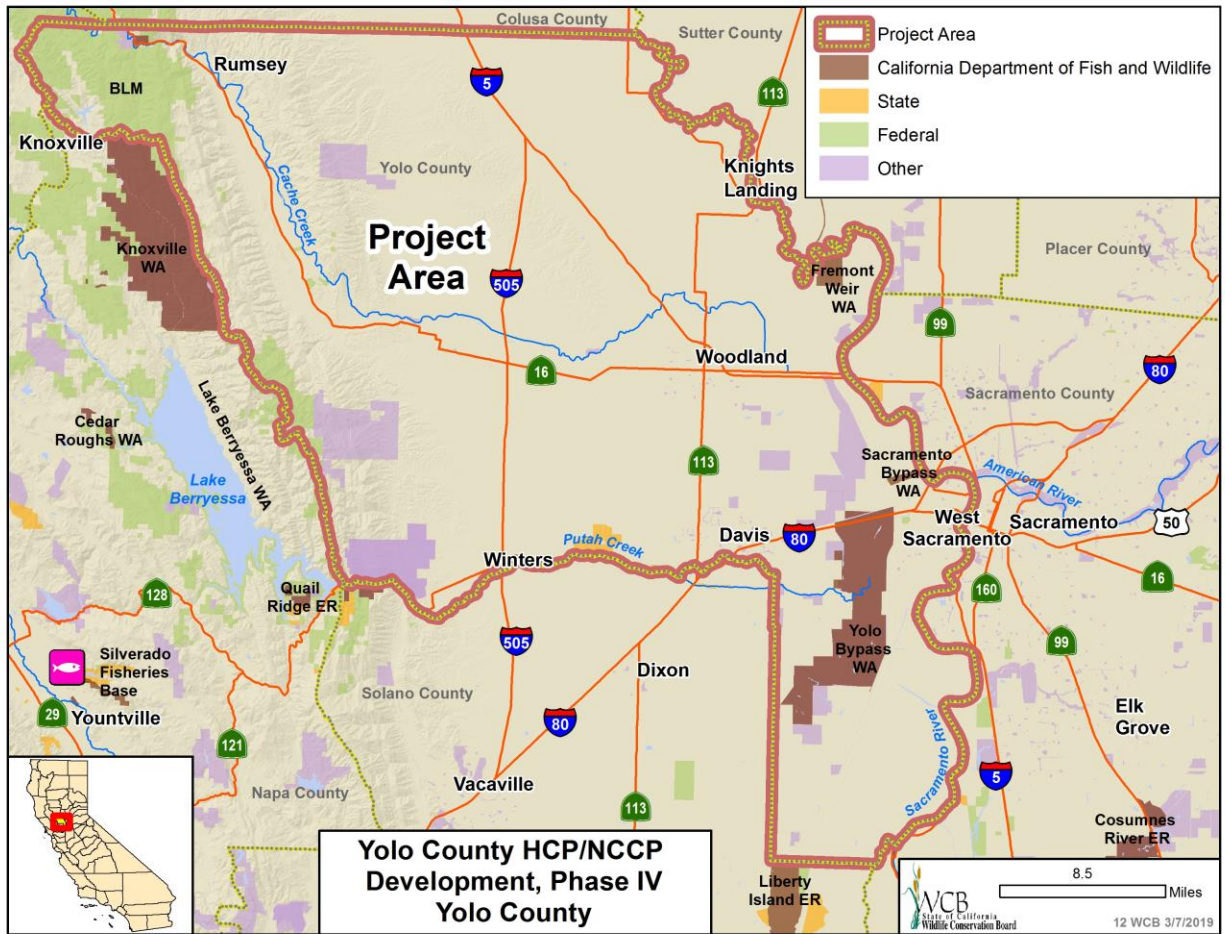 Colusa County
Sutter County
Project Area
California Department of Fish and Wildlife
State
Federal
Other
Rumsey
5
113
BLM
Knoxville
Yolo County
Knights
Landing
Cache Creek
Project
Area
Knoxville
WA
505
Fremont
Weir
WA
Placer County
99
80
Woodland
16
Sacramento County
Lake Berryessa WA
Cedar
Roughs WA
Lake
Berryessa
113
Sacramento
Bypass
WA
American River
Davis
80
West
Sacramento
Sacramento
50
Putah Creek
Winters
Quail
Ridge ER
128
16
160
505
Yolo
Bypass
WA
99
Silverado
Fisheries
Base
Dixon
Solano County
Elk
Grove
29
Yountville
121
80
Sacramento River
5
Vacaville
Napa County
113
Cosumnes
River ER
Yolo County HCP/NCCP
Development, Phase IV
Yolo County
Liberty
Island ER
WCB
State of California
Wildlife Conservation Board
8.5
Miles
12 WCB 3/7/2019